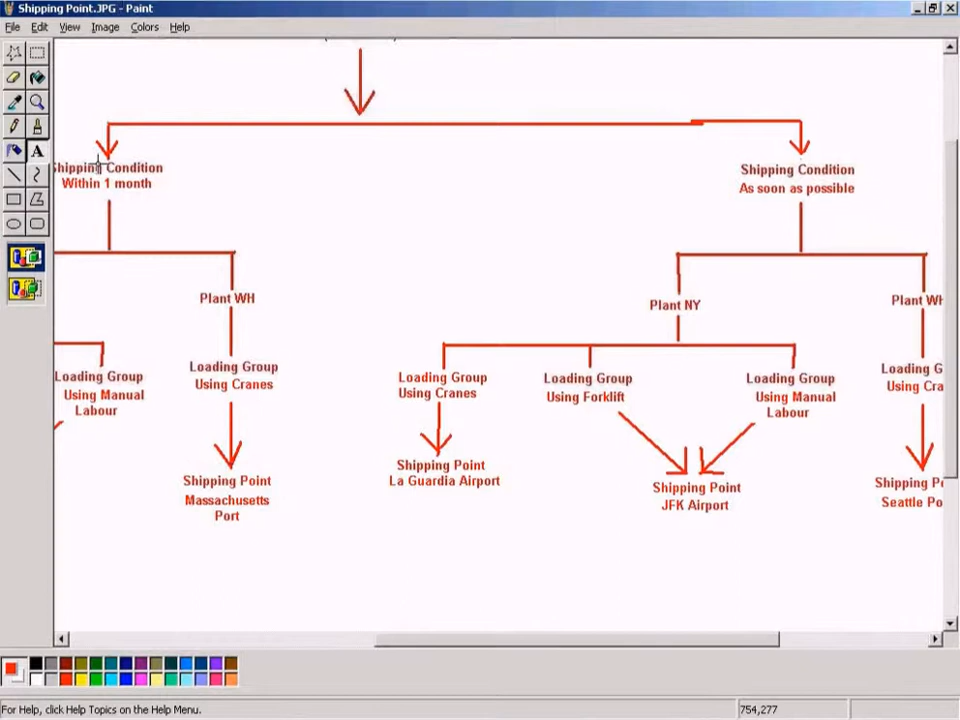 Shipping Point.JPG - Paint
File Edit View Image Colors Help
A
Shipping Condition
Within 1 month
Shipping Condition
As soon as possible
Plant WH
Plant NY
Plant WH
Loading Group
Using Manual
Labour
Loading Group
Using Cranes
Loading Group
Using Cranes
Loading Group
Using Forklift
Loading Group
Using Manual
Labour
Loading G
Using Cra
Shipping Point
Massachusetts
Port
Shipping Point
La Guardia Airport
Shipping Point
JFK Airport
Shipping Po
Seattle Po
For Help, click Help Topics on the Help Menu.
754,277